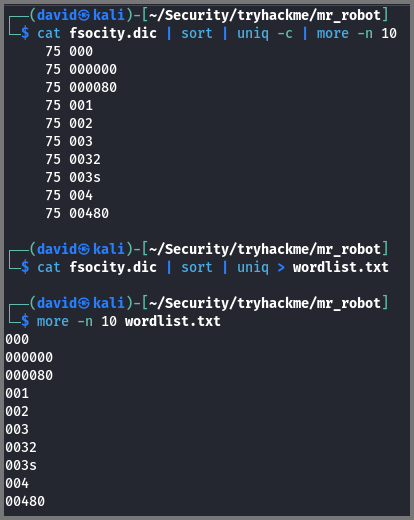 ┌──(david㉿kali)-[~/Security/tryhackme/mr_robot]
└─$ cat fsocity.dic | sort | uniq -c | more -n 10
     75 000
     75 000000
     75 000080
     75 001
     75 002
     75 003
     75 0032
     75 003s
     75 004
     75 00480
┌──(david㉿kali)-[~/Security/tryhackme/mr_robot]
└─$ cat fsocity.dic | sort | uniq > wordlist.txt
┌──(david㉿kali)-[~/Security/tryhackme/mr_robot]
└─$ more -n 10 wordlist.txt
000
000000
000080
001
002
003
0032
003s
004
00480